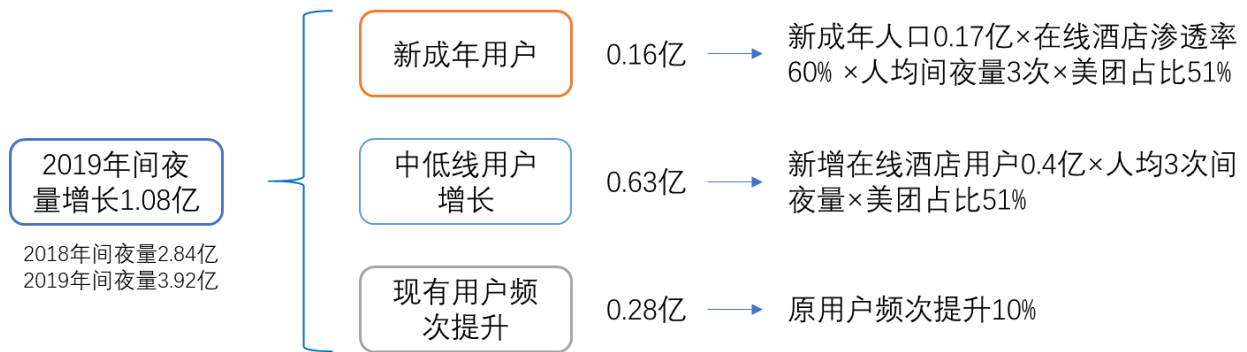 新成年用户
0.16亿
新成年人口0.17亿×在线酒店渗透率
60% ×人均间夜量3次×美团占比51%
2019年间夜
量增长1.08亿
2018年间夜量2.84亿
2019年间夜量3.92亿
中低线用户
增长
0.63亿
新增在线酒店用户0.4亿×人均3次间
夜量×美团占比51%
现有用户频
次提升
0.28亿
原用户频次提升10%